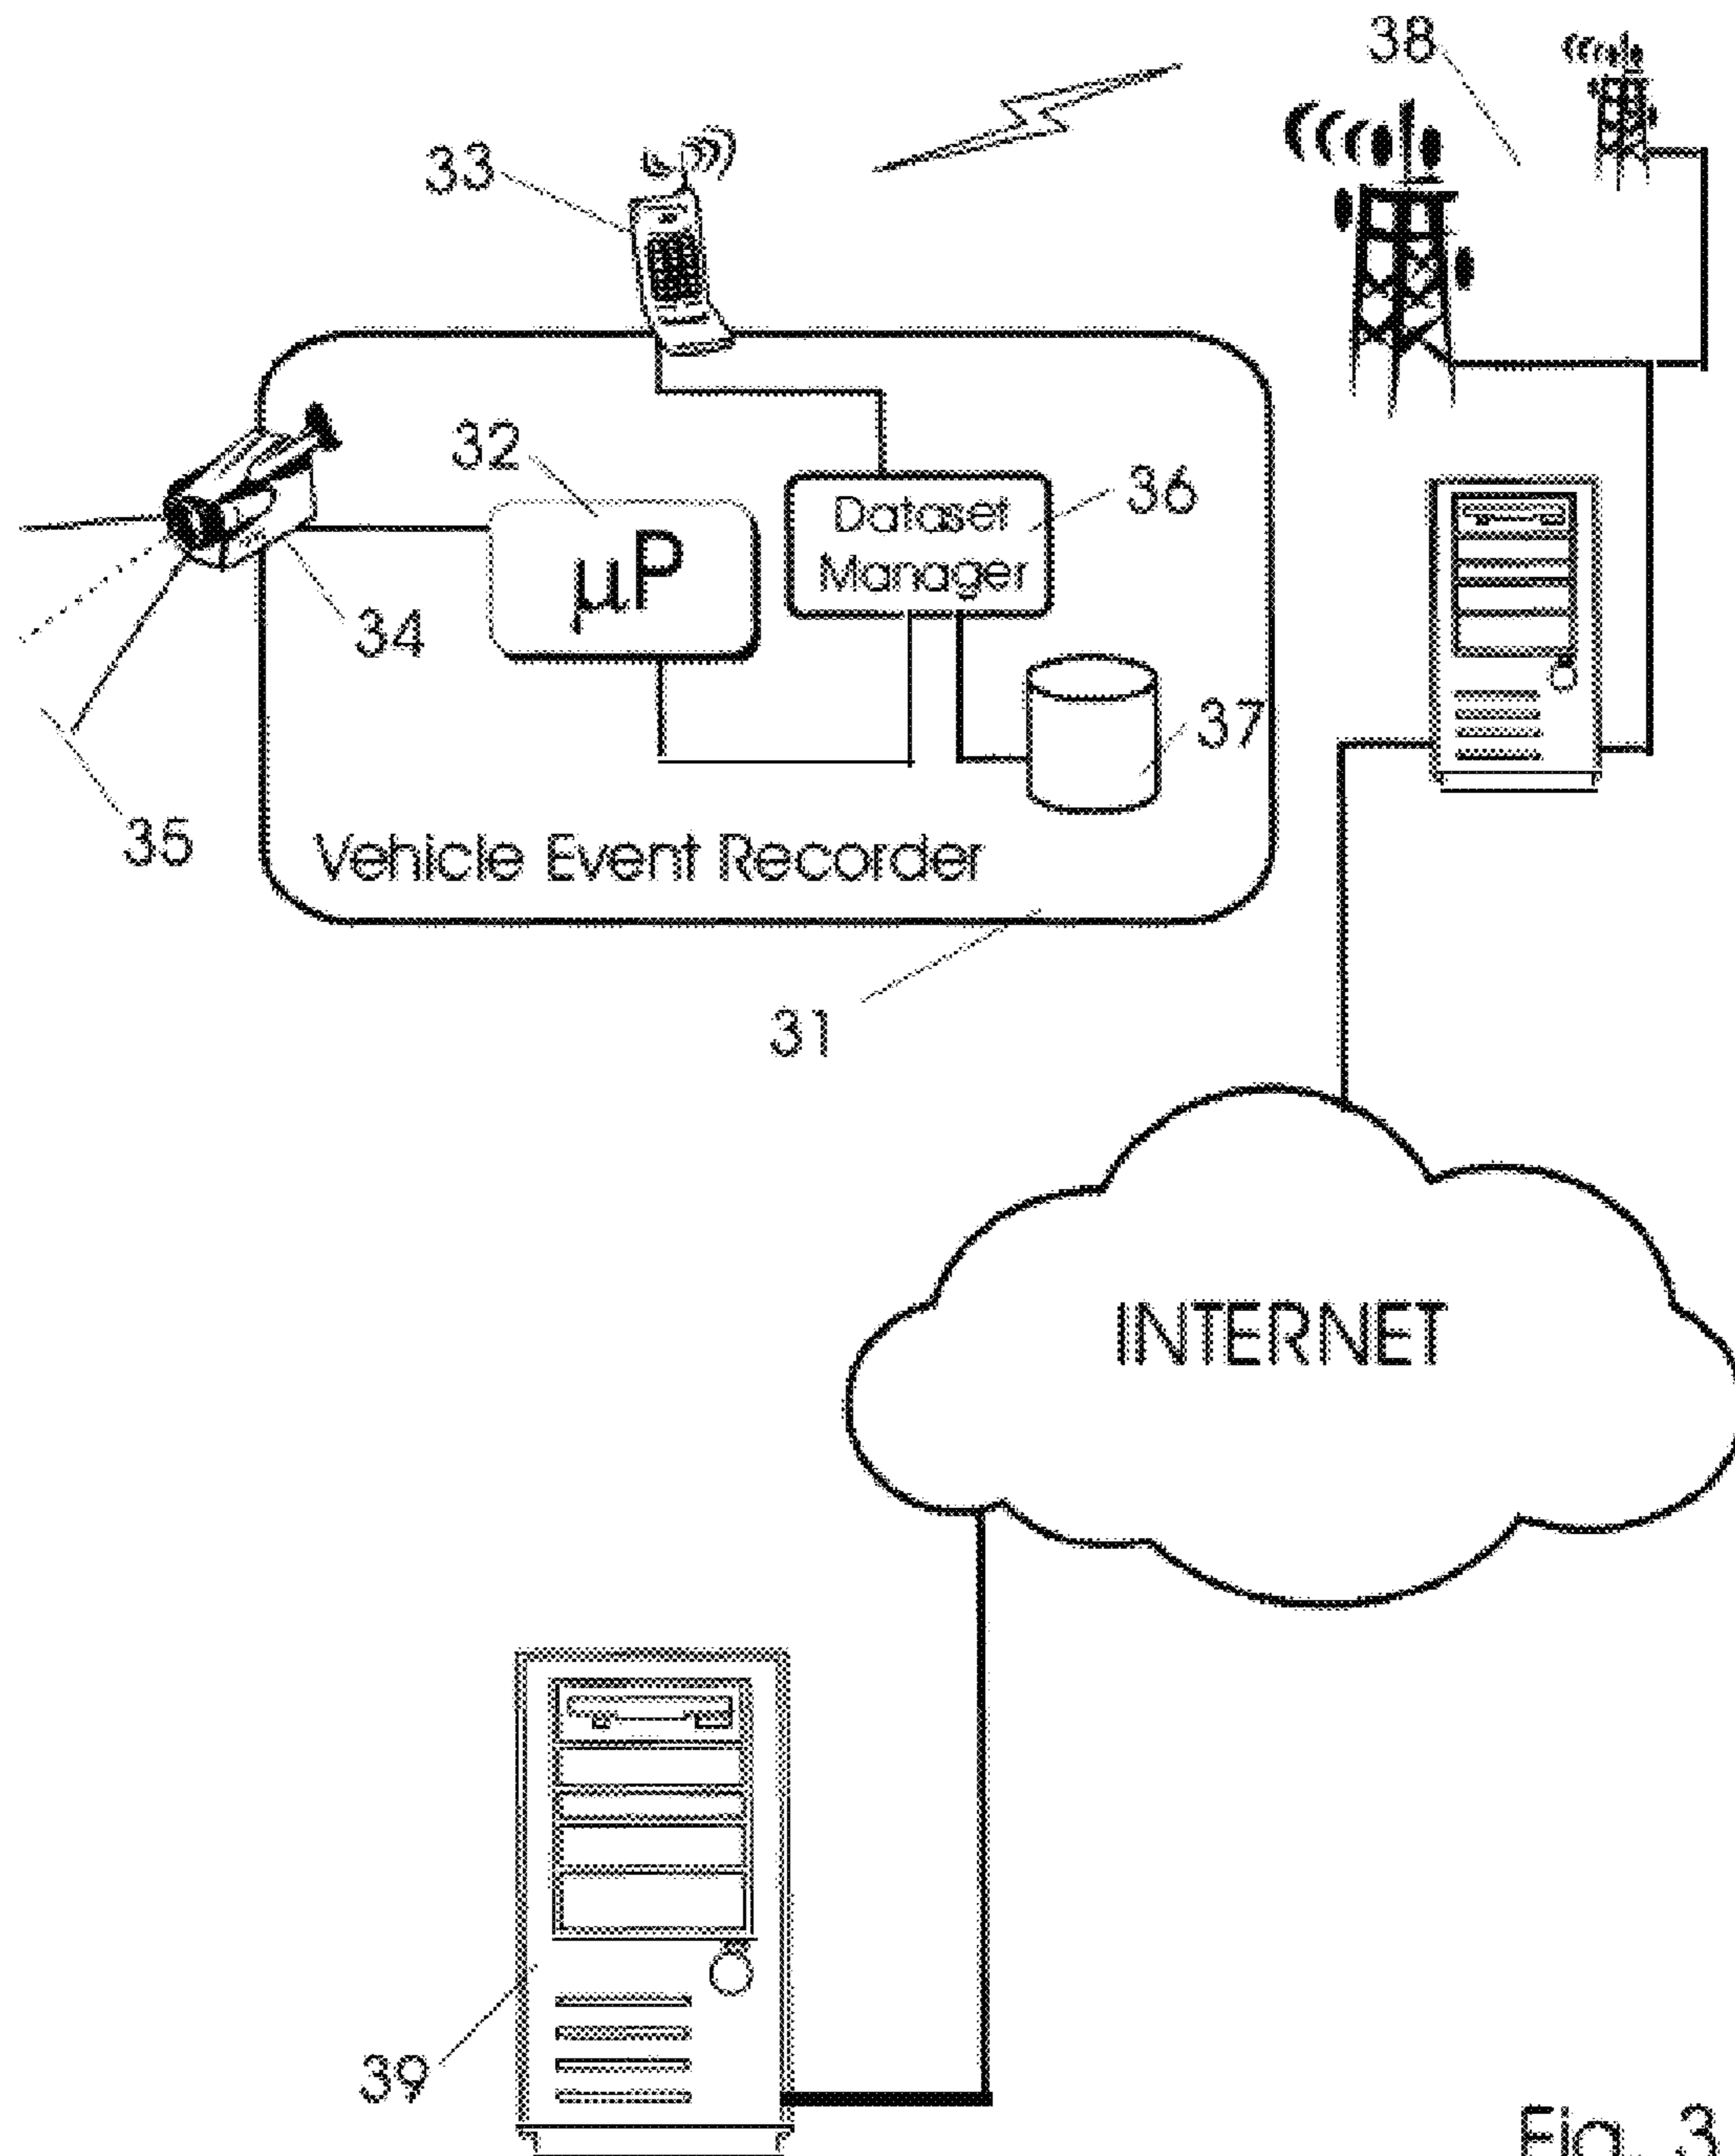 38
33
32
36
Dataset
Manager
µP
34
37
35
Vehicle Event Recorder
31
INTERNET
39
Fig. 3